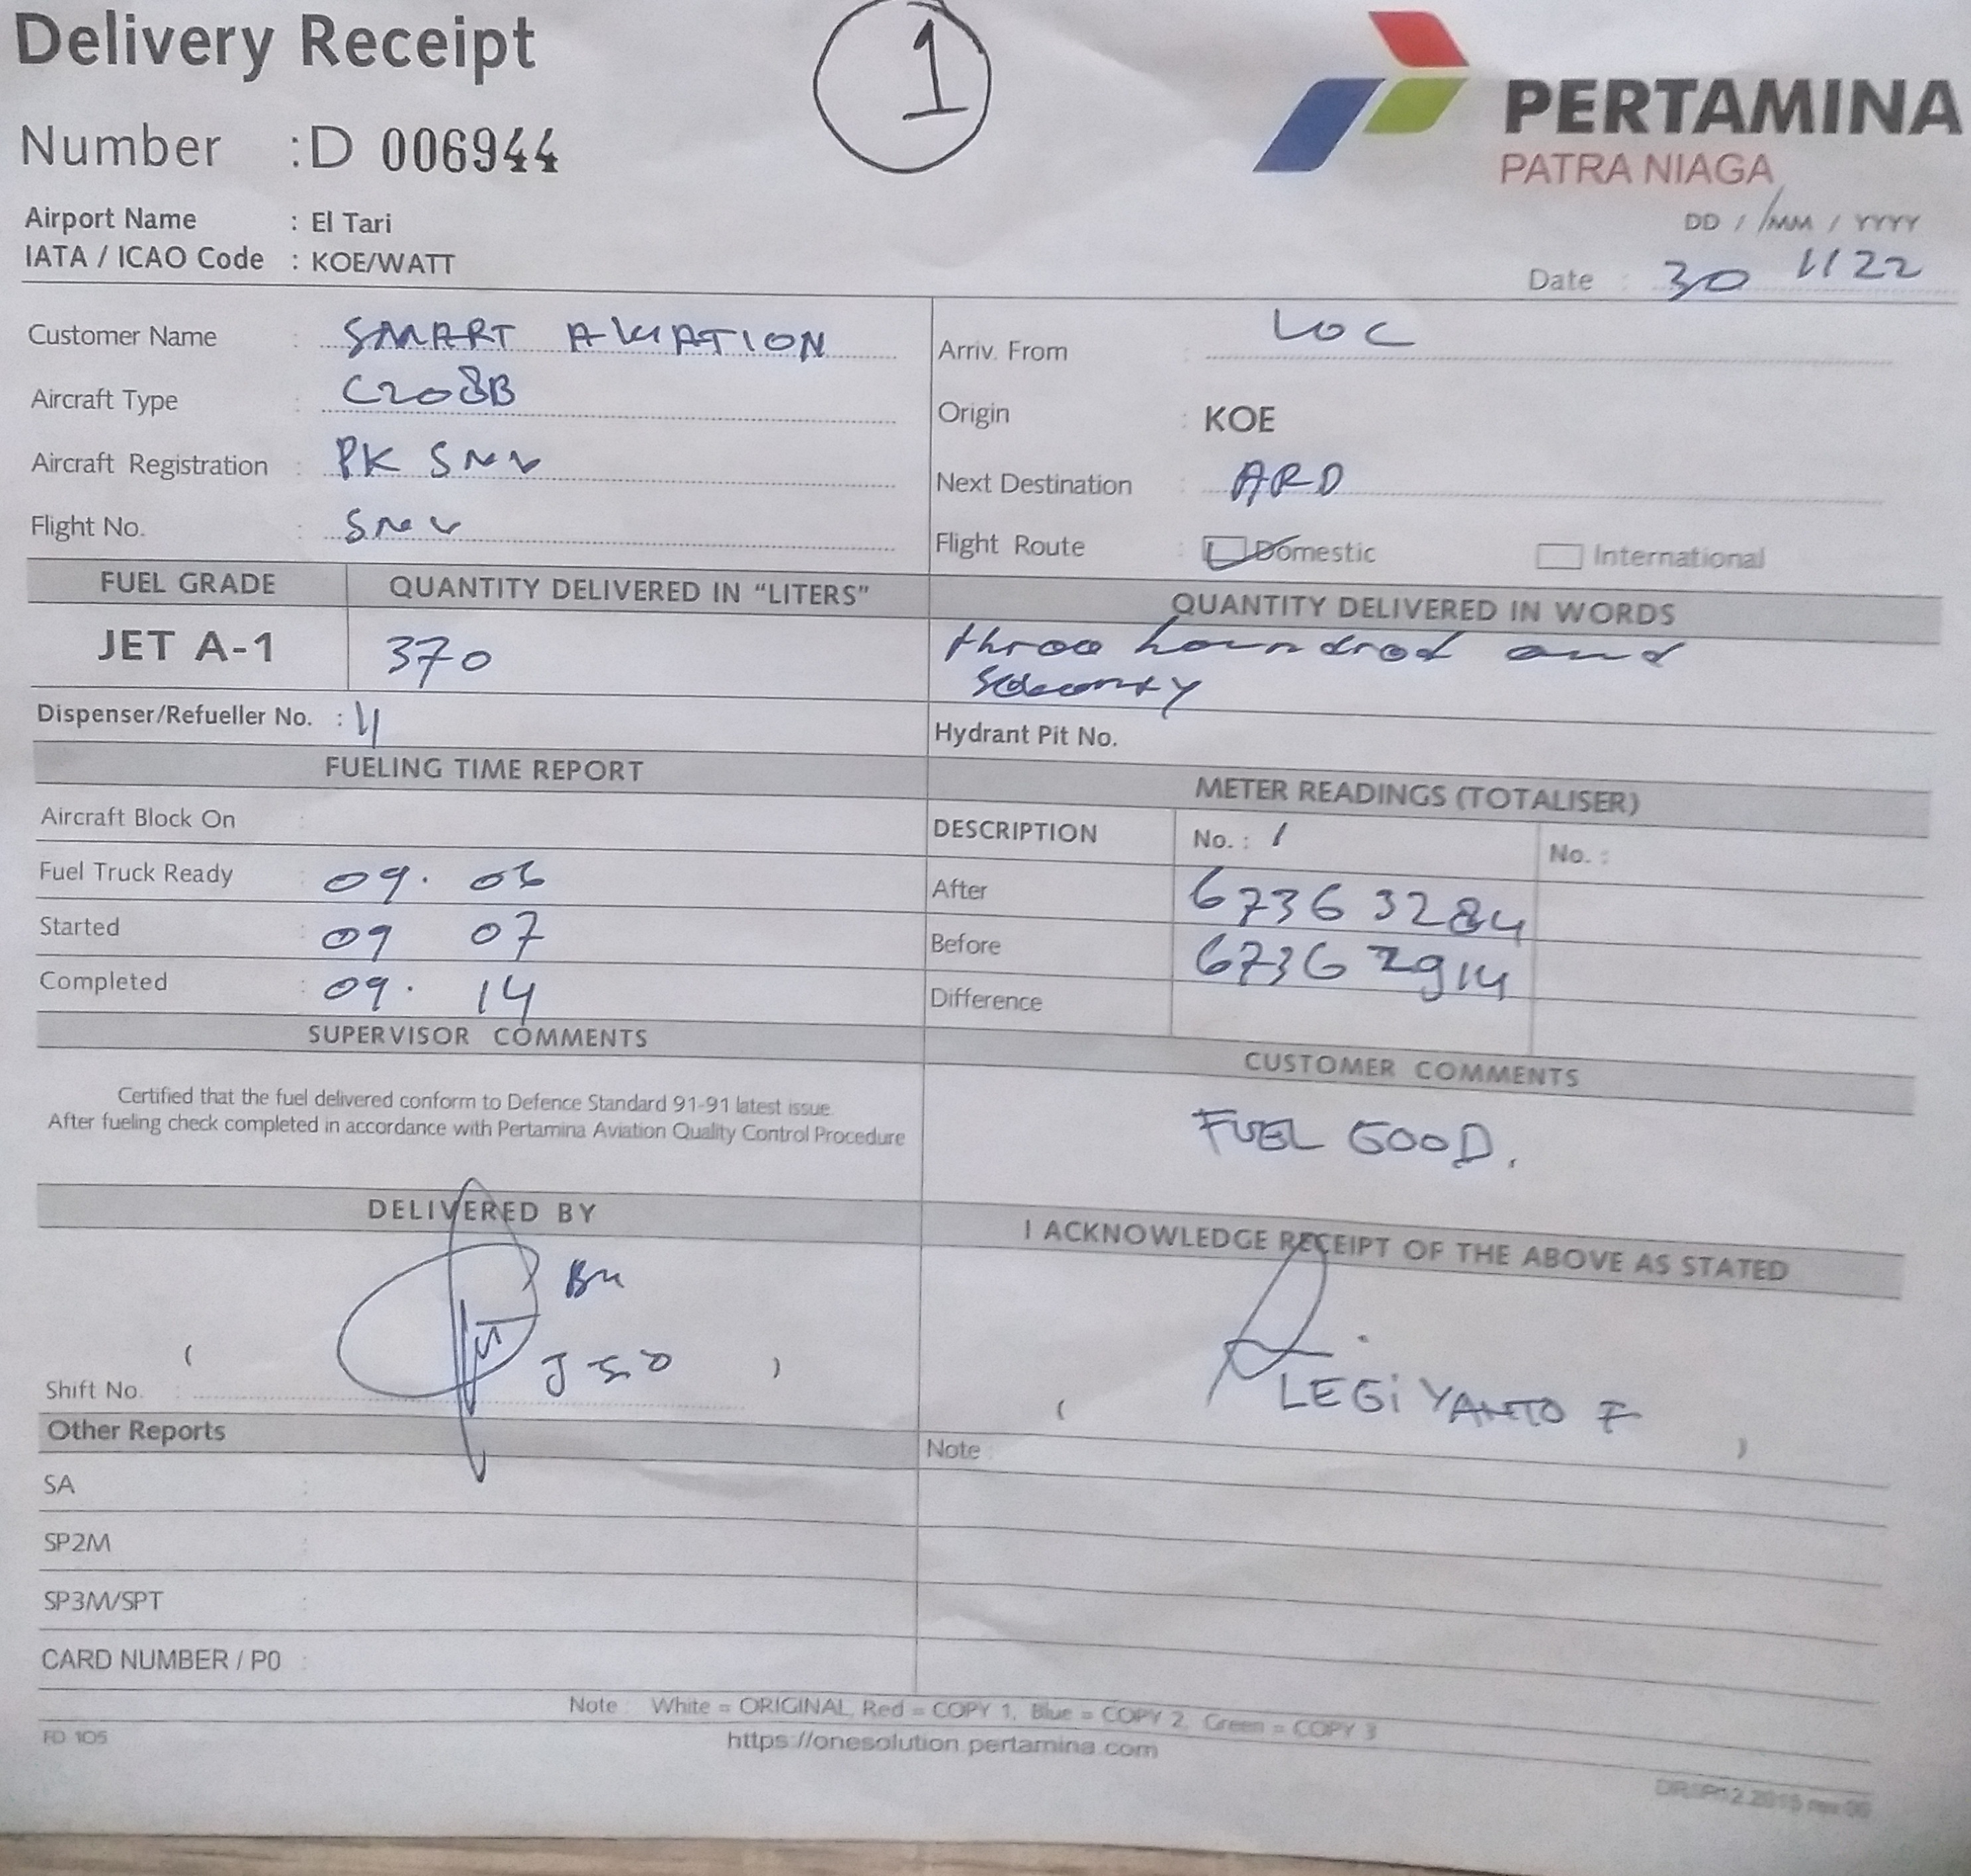 Delivery Receipt
1
PERTAMINA
PATRA NIAGA
Number : D 006944
Airport Name : El Tari
IATA / ICAO Code : KOE/WATT
DD / MM / YYYY
Date : 30 11 22
Customer Name : SMART AVIATION
Aircraft Type : C208B
Aircraft Registration : PK SNV
Flight No. : SNV
Arriv. From : LOC
Origin : KOE
Next Destination : ARD
Flight Route : Domestic International
FUEL GRADE QUANTITY DELIVERED IN "LITERS" QUANTITY DELIVERED IN WORDS
JET A-1 370 three houndred and
seventy
Dispenser/Refueller No. : 4 Hydrant Pit No.
FUELING TIME REPORT
Aircraft Block On :
Fuel Truck Ready : 09. 06
Started : 09 07
Completed : 09. 14
METER READINGS (TOTALISER)
DESCRIPTION No. : 1 No. :
After 6736 3284
Before 6736 2914
Difference
SUPERVISOR COMMENTS
Certified that the fuel delivered conform to Defence Standard 91-91 latest issue.
After fueling check completed in accordance with Pertamina Aviation Quality Control Procedure
CUSTOMER COMMENTS
FUEL GOOD.
DELIVERED BY
( )
Shift No. :
I ACKNOWLEDGE RECEIPT OF THE ABOVE AS STATED
( LEGIYANTO F )
Other Reports
SA :
SP2M :
SP3M/SPT :
CARD NUMBER / P0 :
Note
Note : White = ORIGINAL, Red = COPY 1, Blue = COPY 2, Green = COPY 3
FD 105
https://onesolution.pertamina.com